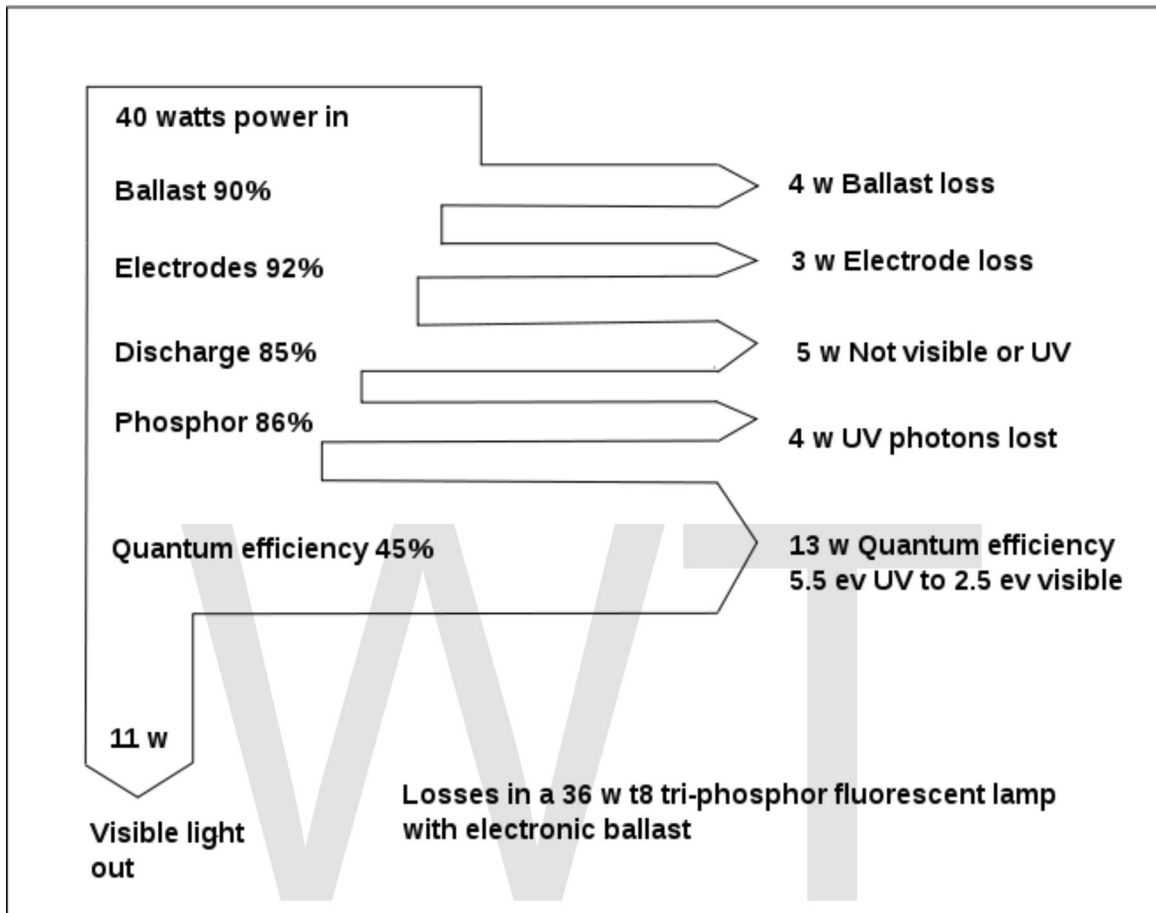 40 watts power in
Ballast 90%
4 w Ballast loss
Electrodes 92%
3 w Electrode loss
Discharge 85%
5 w Not visible or UV
Phosphor 86%
4 w UV photons lost
Quantum efficiency 45%
13 w Quantum efficiency
5.5 ev UV to 2.5 ev visible
11 w
Visible light
out
Losses in a 36 w t8 tri-phosphor fluorescent lamp
with electronic ballast
WT